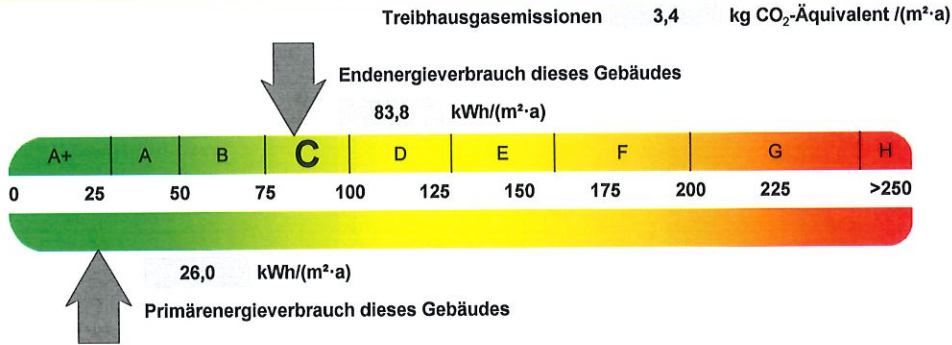 Treibhausgasemissionen 3,4 kg CO₂-Äquivalent /(m²·a)
Endenergieverbrauch dieses Gebäudes
83,8 kWh/(m²·a)
A+ A B C D E F G H
0 25 50 75 100 125 150 175 200 225 >250
26,0 kWh/(m²·a)
Primärenergieverbrauch dieses Gebäudes